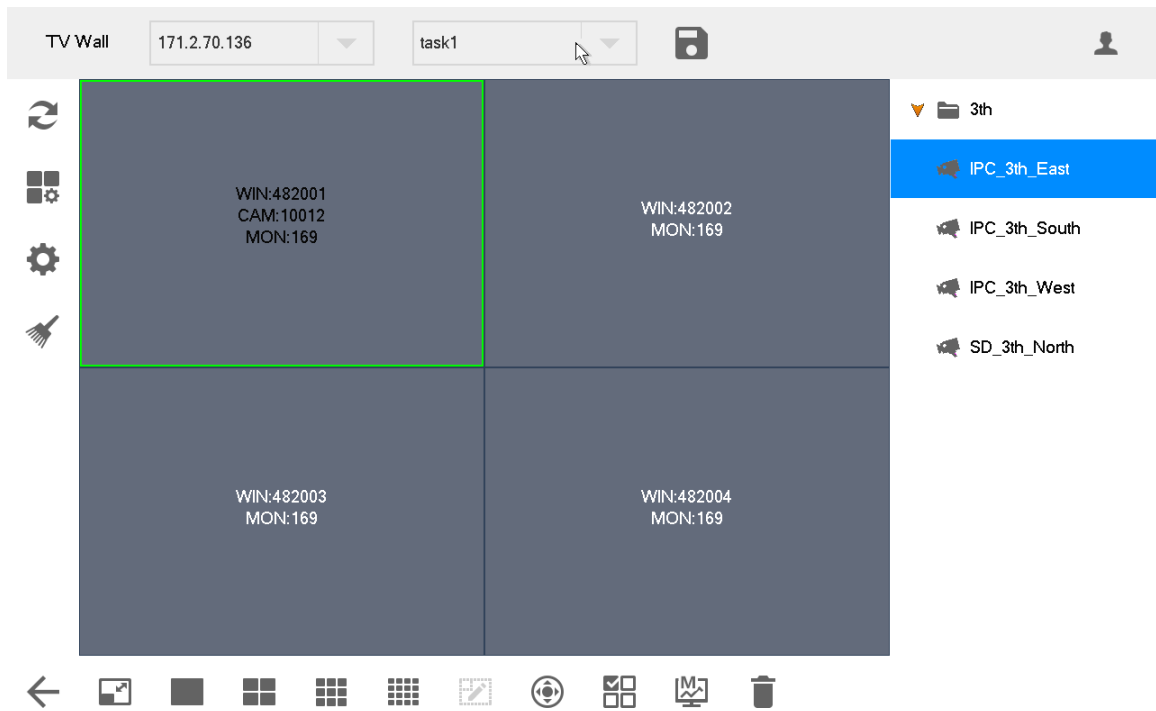 TV Wall
171.2.70.136
task1
WIN:482001
CAM:10012
MON:169
WIN:482002
MON:169
WIN:482003
MON:169
WIN:482004
MON:169
3th
IPC_3th_East
IPC_3th_South
IPC_3th_West
SD_3th_North
M